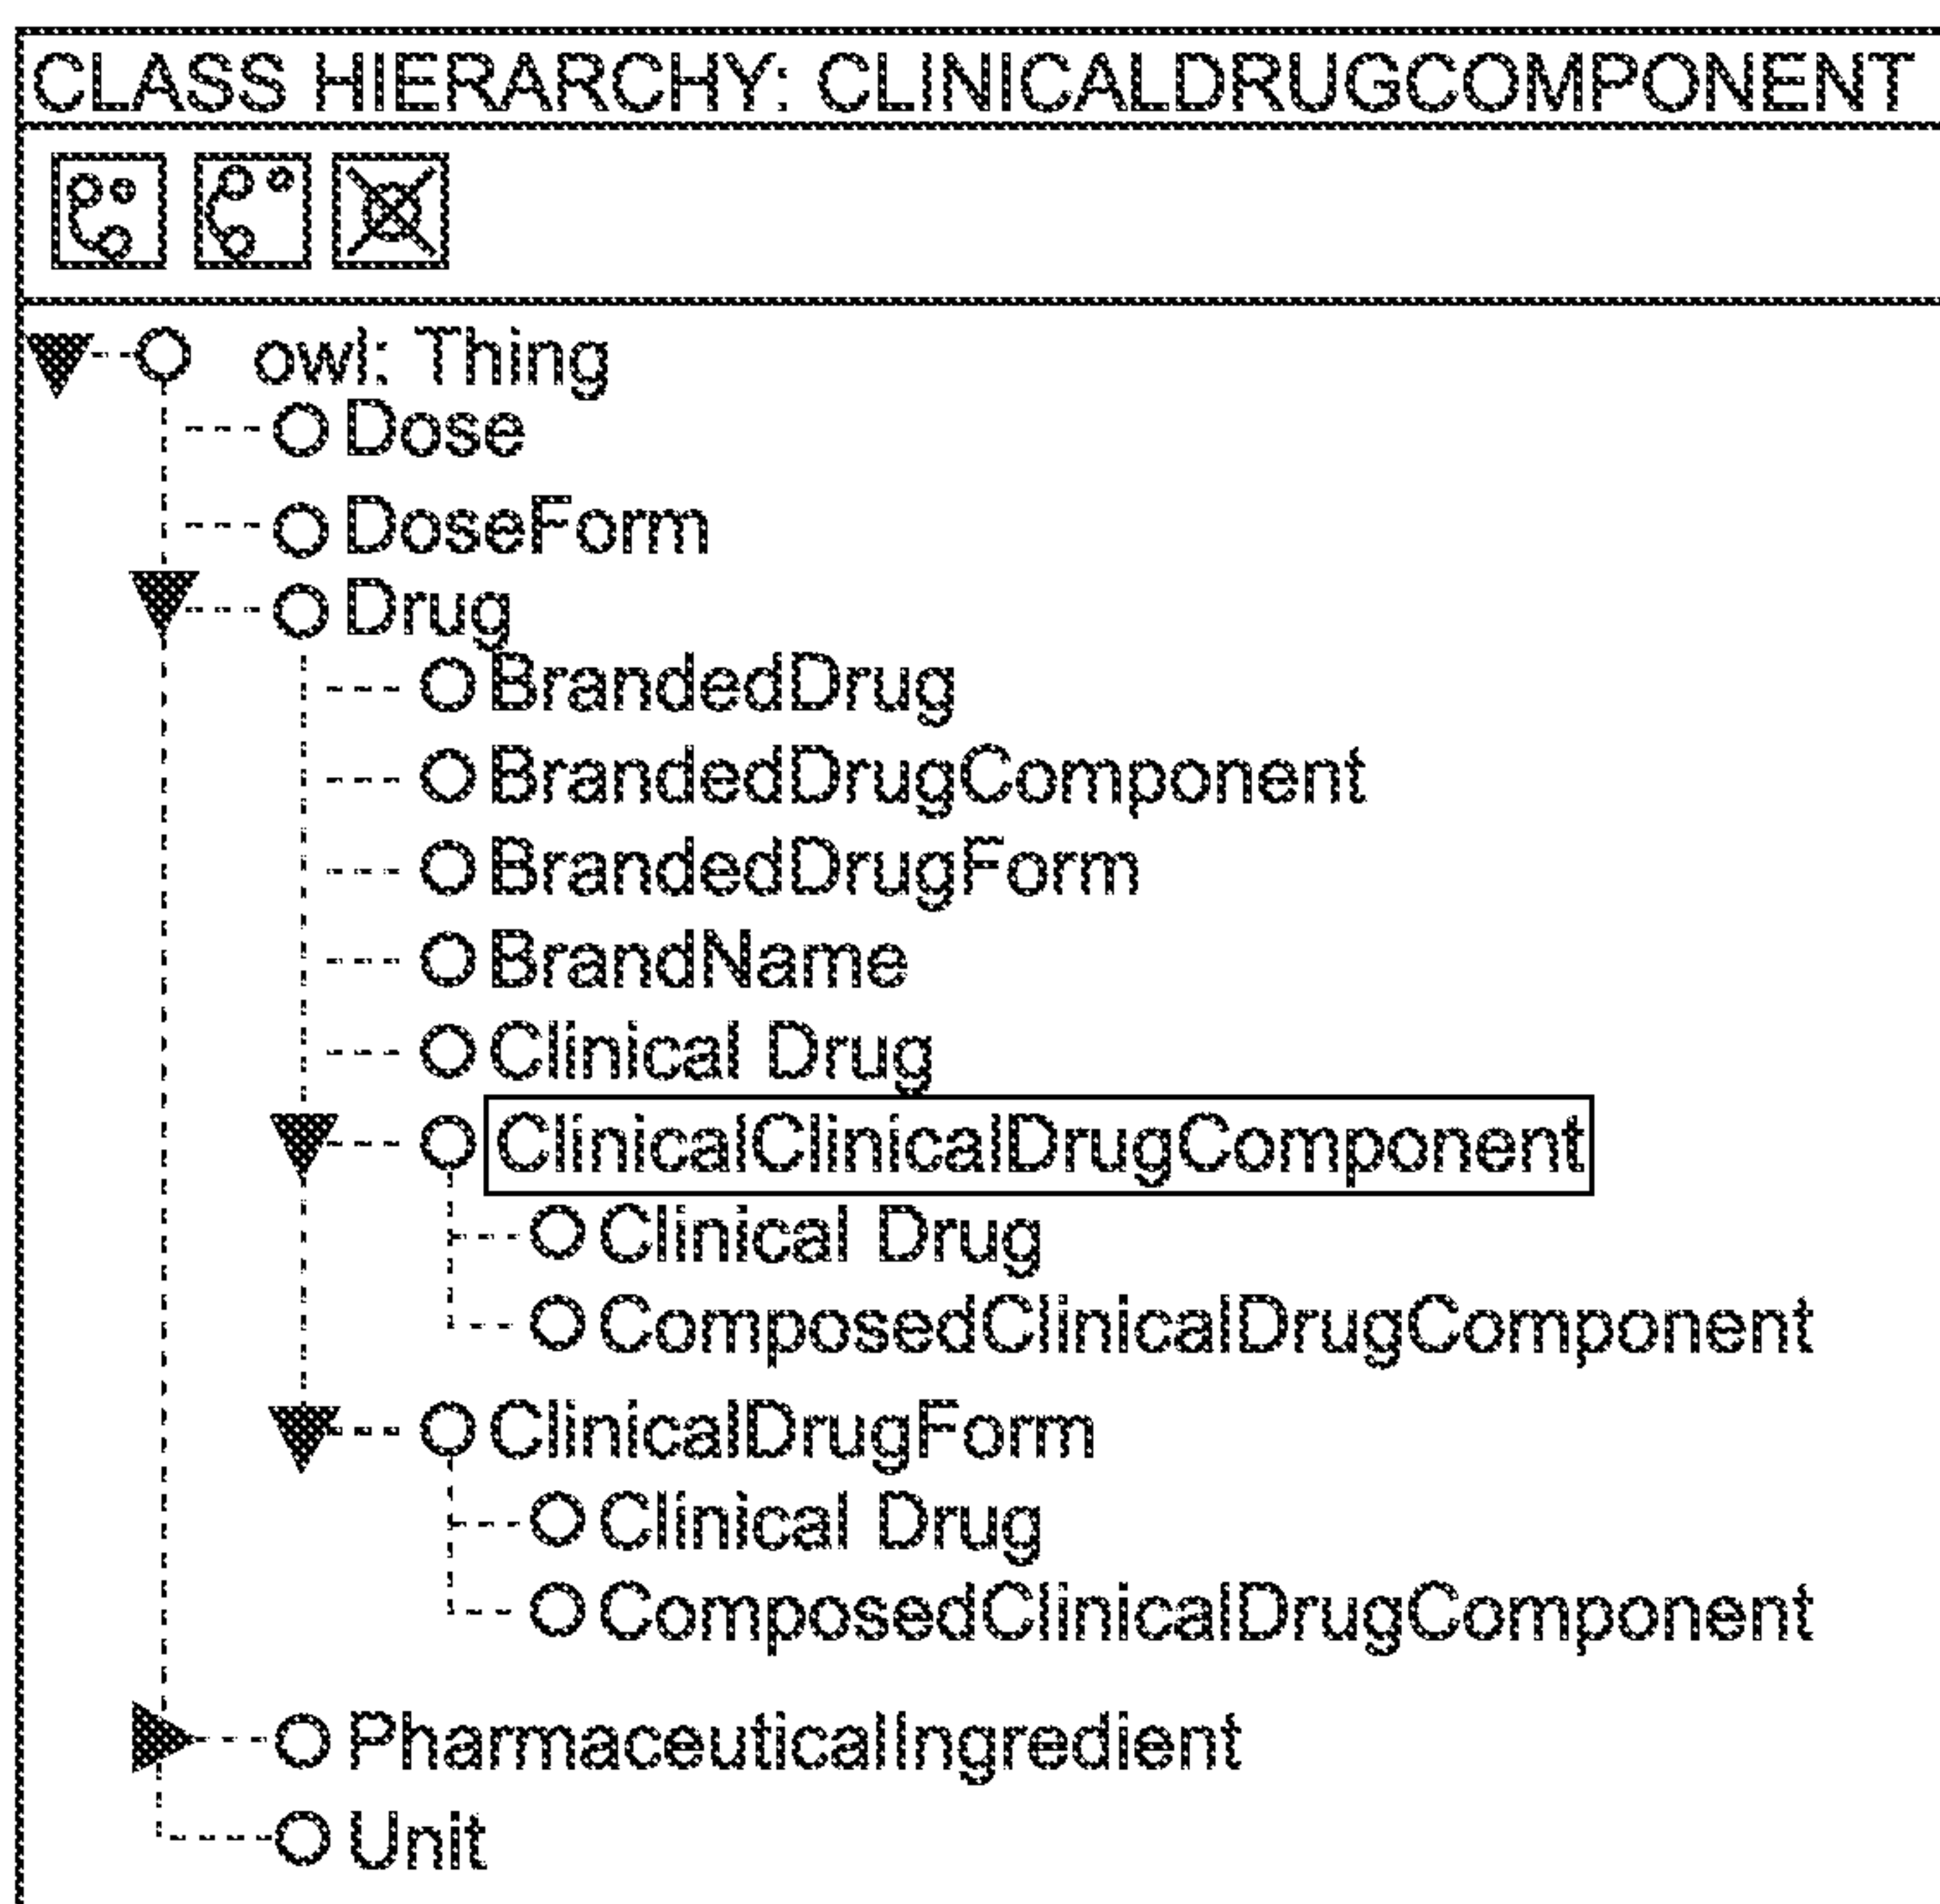 CLASS HIERARCHY: CLINICALDRUGCOMPONENT
owl: Thing
Dose
DoseForm
Drug
BrandedDrug
BrandedDrugComponent
BrandedDrugForm
BrandName
Clinical Drug
ClinicalClinicalDrugComponent
Clinical Drug
ComposedClinicalDrugComponent
ClinicalDrugForm
Clinical Drug
ComposedClinicalDrugComponent
PharmaceuticalIngredient
Unit